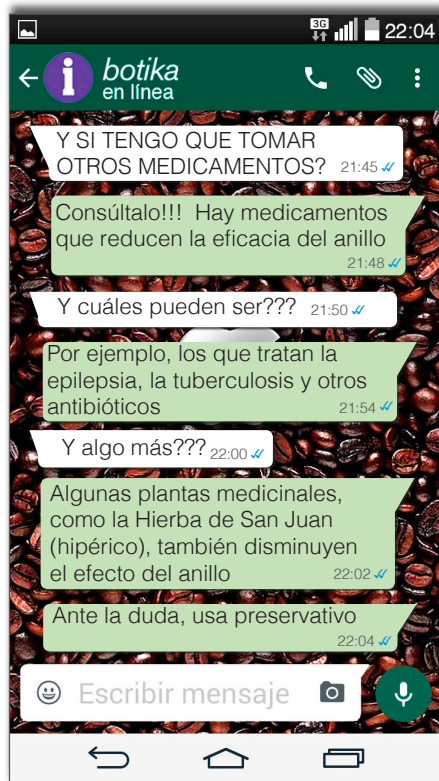 3G
22:04
i
botika
en línea
Y SI TENGO QUE TOMAR
OTROS MEDICAMENTOS? 21:45
Consúltalo!!! Hay medicamentos
que reducen la eficacia del anillo
21:48
Y cuáles pueden ser??? 21:50
Por ejemplo, los que tratan la
epilepsia, la tuberculosis y otros
antibióticos 21:54
Y algo más??? 22:00
Algunas plantas medicinales,
como la Hierba de San Juan
(hipérico), también disminuyen
el efecto del anillo 22:02
Ante la duda, usa preservativo
22:04
Escribir mensaje